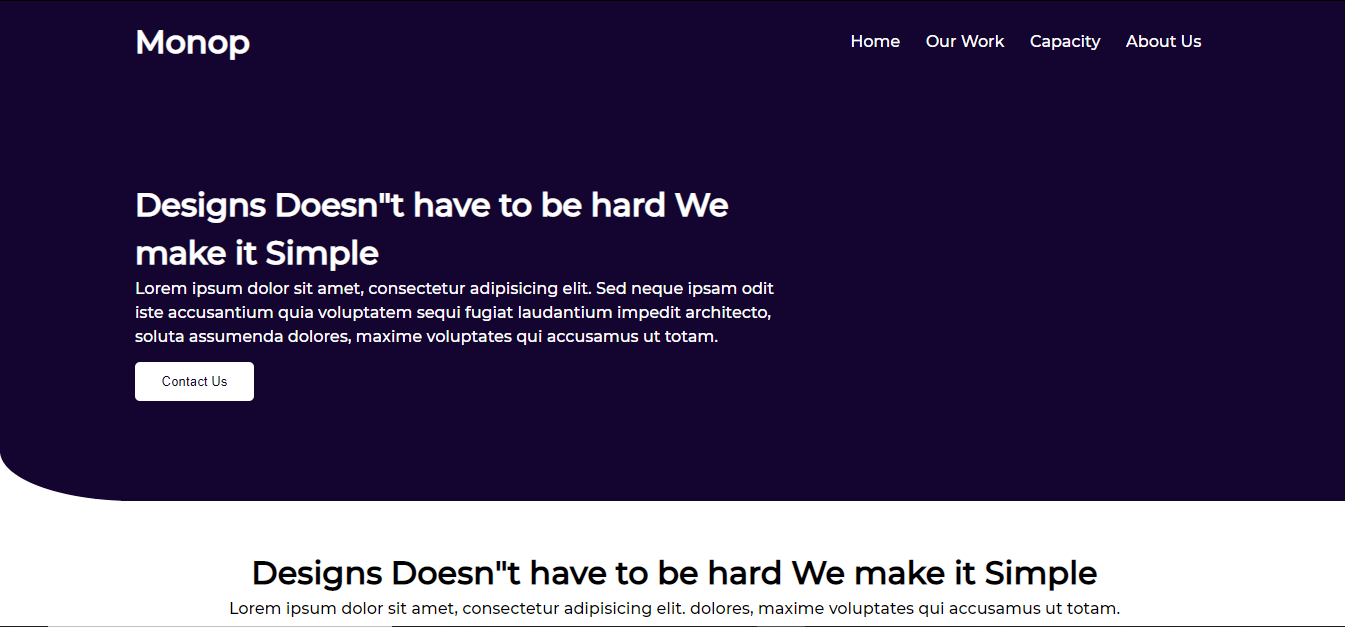 Monop
Home Our Work Capacity About Us
Designs Doesn"t have to be hard We
make it Simple
Lorem ipsum dolor sit amet, consectetur adipisicing elit. Sed neque ipsam odit
iste accusantium quia voluptatem sequi fugiat laudantium impedit architecto,
soluta assumenda dolores, maxime voluptates qui accusamus ut totam.
Contact Us
Designs Doesn"t have to be hard We make it Simple
Lorem ipsum dolor sit amet, consectetur adipisicing elit. dolores, maxime voluptates qui accusamus ut totam.